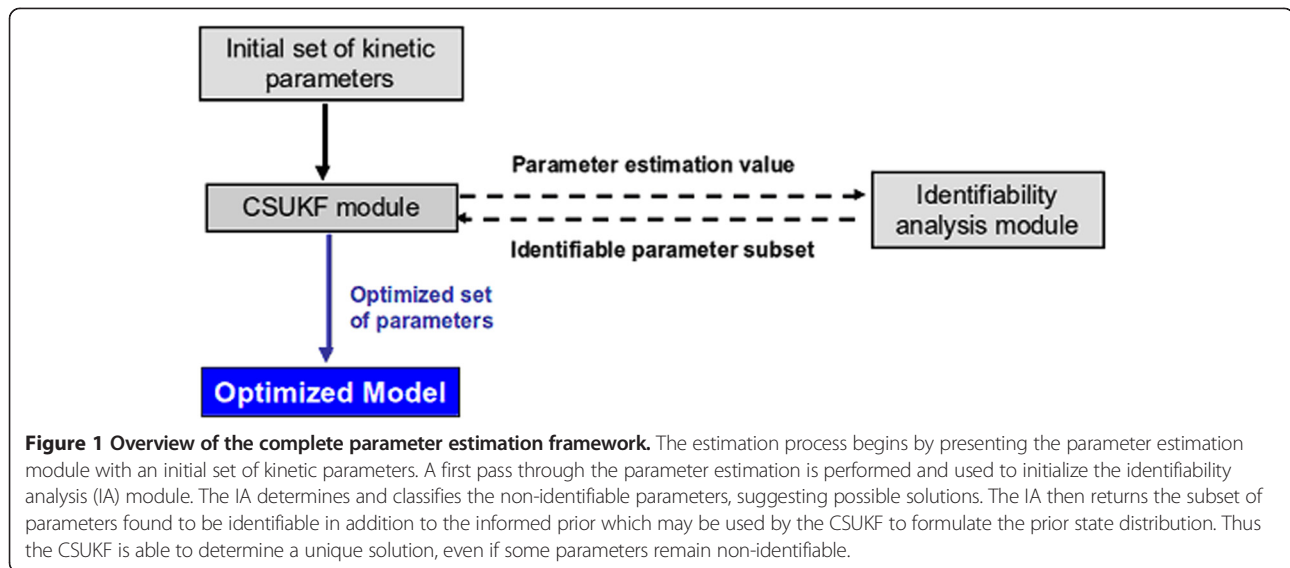 Initial set of kinetic
parameters
Parameter estimation value
CSUKF module
Identifiability
analysis module
Identifiable parameter subset
Optimized set
of parameters
Optimized Model
Figure 1 Overview of the complete parameter estimation framework. The estimation process begins by presenting the parameter estimation
module with an initial set of kinetic parameters. A first pass through the parameter estimation is performed and used to initialize the identifiability
analysis (IA) module. The IA determines and classifies the non-identifiable parameters, suggesting possible solutions. The IA then returns the subset of
parameters found to be identifiable in addition to the informed prior which may be used by the CSUKF to formulate the prior state distribution. Thus
the CSUKF is able to determine a unique solution, even if some parameters remain non-identifiable.